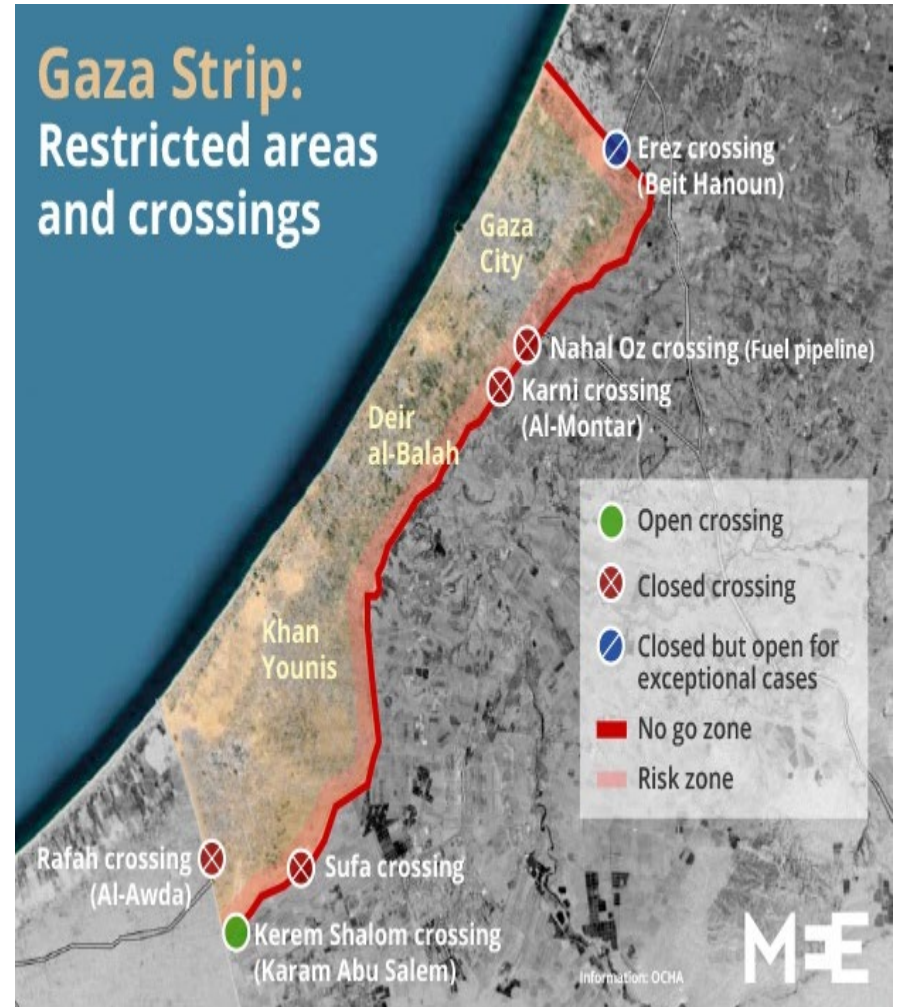 Gaza Strip:
Restricted areas
and crossings
Erez crossing
(Beit Hanoun)
Gaza
City
Nahal Oz crossing (Fuel pipeline)
Karni crossing
(Al-Montar)
Deir
al-Balah
Open crossing
Closed crossing
Closed but open for
exceptional cases
No go zone
Risk zone
Khan
Younis
Rafah crossing
(Al-Awda)
Sufa crossing
Kerem Shalom crossing
(Karam Abu Salem)
Information: OCHA
MEE